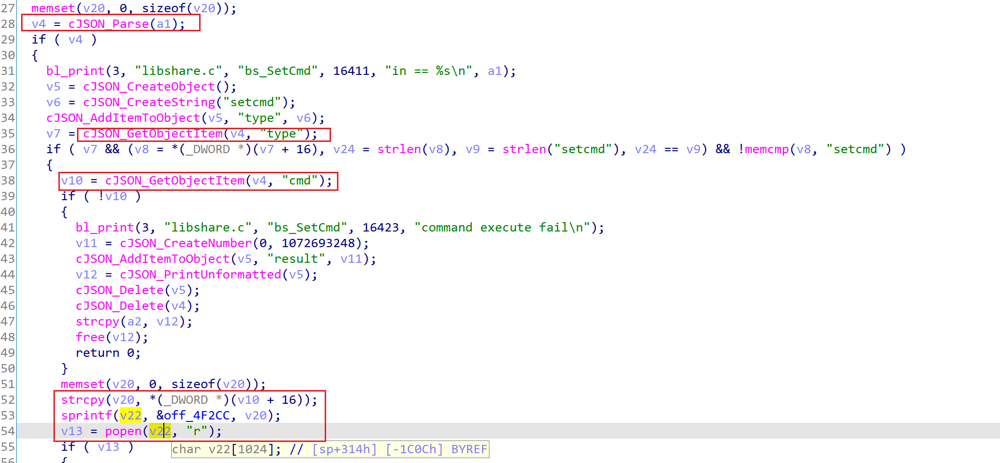 27 memset(v20, 0, sizeof(v20));
28 v4 = cJSON_Parse(a1);
29 if ( v4 )
30 {
31 bl_print(3, "libshare.c", "bs_SetCmd", 16411, "in == %s\n", a1);
32 v5 = cJSON_CreateObject();
33 v6 = cJSON_CreateString("setcmd");
34 cJSON_AddItemToObject(v5, "type", v6);
35 v7 = cJSON_GetObjectItem(v4, "type");
36 if ( v7 && (v8 = *(_DWORD *)(v7 + 16), v24 = strlen(v8), v9 = strlen("setcmd"), v24 == v9) && !memcmp(v8, "setcmd") )
37 {
38 v10 = cJSON_GetObjectItem(v4, "cmd");
39 if ( !v10 )
40 {
41 bl_print(3, "libshare.c", "bs_SetCmd", 16423, "command execute fail\n");
42 v11 = cJSON_CreateNumber(0, 1072693248);
43 cJSON_AddItemToObject(v5, "result", v11);
44 v12 = cJSON_PrintUnformatted(v5);
45 cJSON_Delete(v5);
46 cJSON_Delete(v4);
47 strcpy(a2, v12);
48 free(v12);
49 return 0;
50 }
51 memset(v20, 0, sizeof(v20));
52 strcpy(v20, *(_DWORD *)(v10 + 16));
53 sprintf(v22, &off_4F2CC, v20);
54 v13 = popen(v22, "r");
55 if ( v13 )
char v22[1024]; // [sp+314h] [-1C0Ch] BYREF
56 {